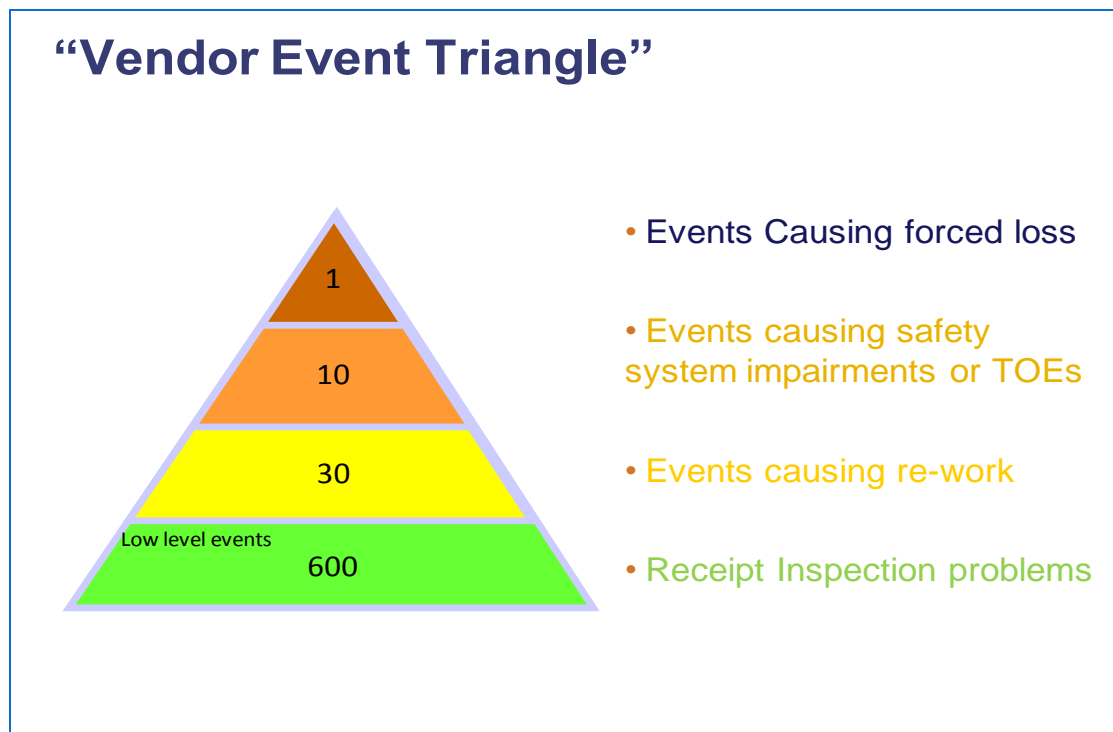 “Vendor Event Triangle”
1
• Events Causing forced loss
10
• Events causing safety
system impairments or TOEs
30
• Events causing re-work
Low level events
600
• Receipt Inspection problems